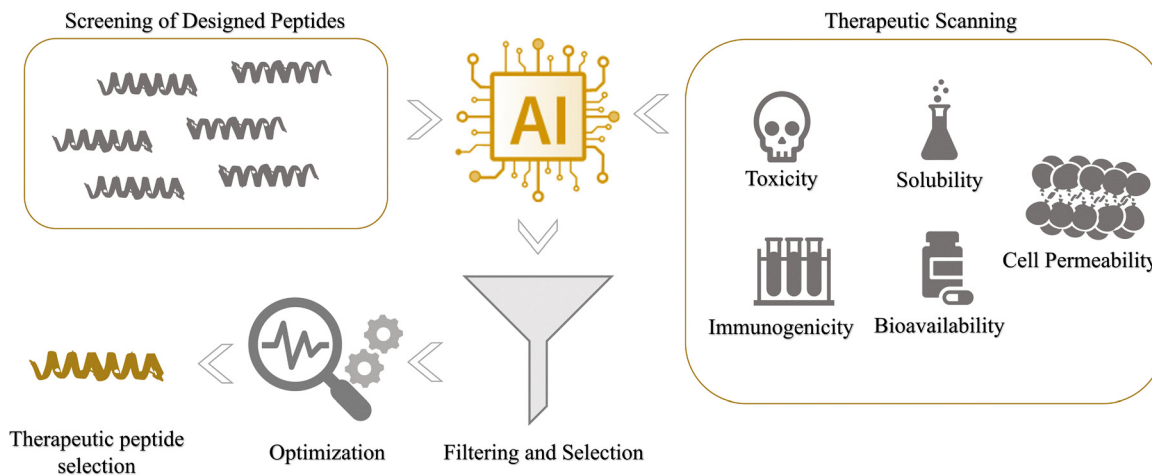 Screening of Designed Peptides
Therapeutic Scanning
AI
Toxicity
Solubility
Cell Permeability
Immunogenicity
Bioavailability
Therapeutic peptide
selection
Optimization
Filtering and Selection